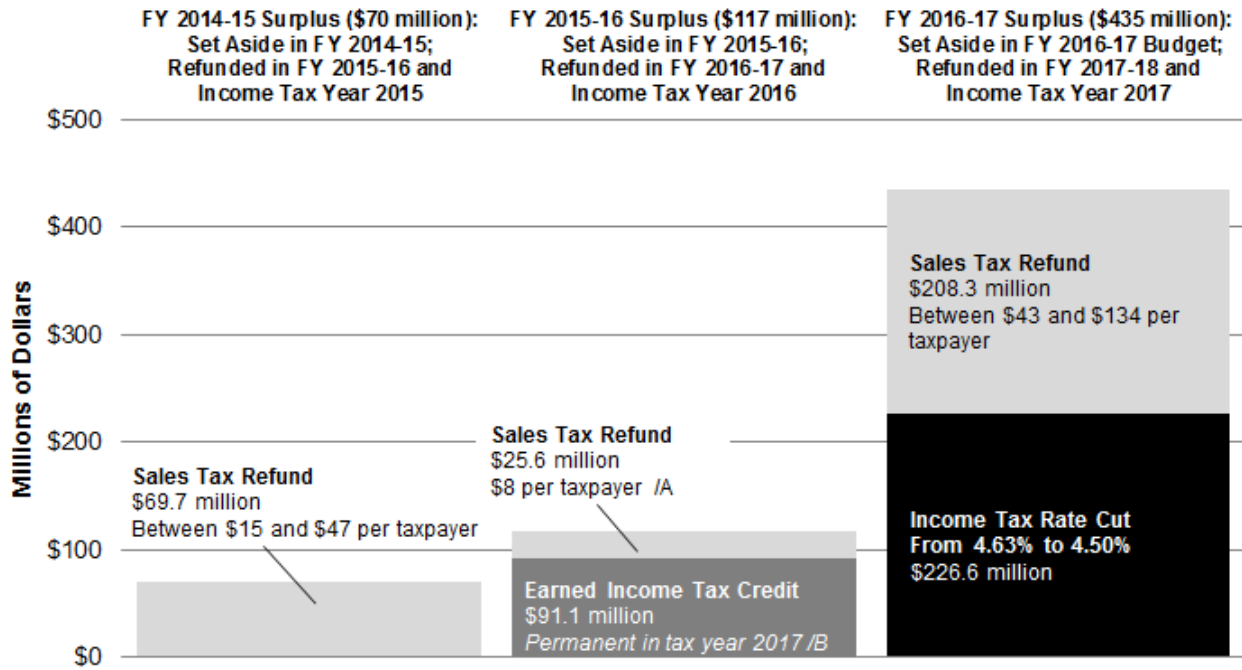 FY 2014-15 Surplus ($70 million):
Set Aside in FY 2014-15;
Refunded in FY 2015-16 and
Income Tax Year 2015
FY 2015-16 Surplus ($117 million):
Set Aside in FY 2015-16;
Refunded in FY 2016-17 and
Income Tax Year 2016
FY 2016-17 Surplus ($435 million):
Set Aside in FY 2016-17 Budget;
Refunded in FY 2017-18 and
Income Tax Year 2017
Millions of Dollars
$500
$400
$300
$200
$100
$0
Sales Tax Refund
$69.7 million
Between $15 and $47 per taxpayer
Sales Tax Refund
$25.6 million
$8 per taxpayer /A
Earned Income Tax Credit
$91.1 million
Permanent in tax year 2017 /B
Sales Tax Refund
$208.3 million
Between $43 and $134 per
taxpayer
Income Tax Rate Cut
From 4.63% to 4.50%
$226.6 million